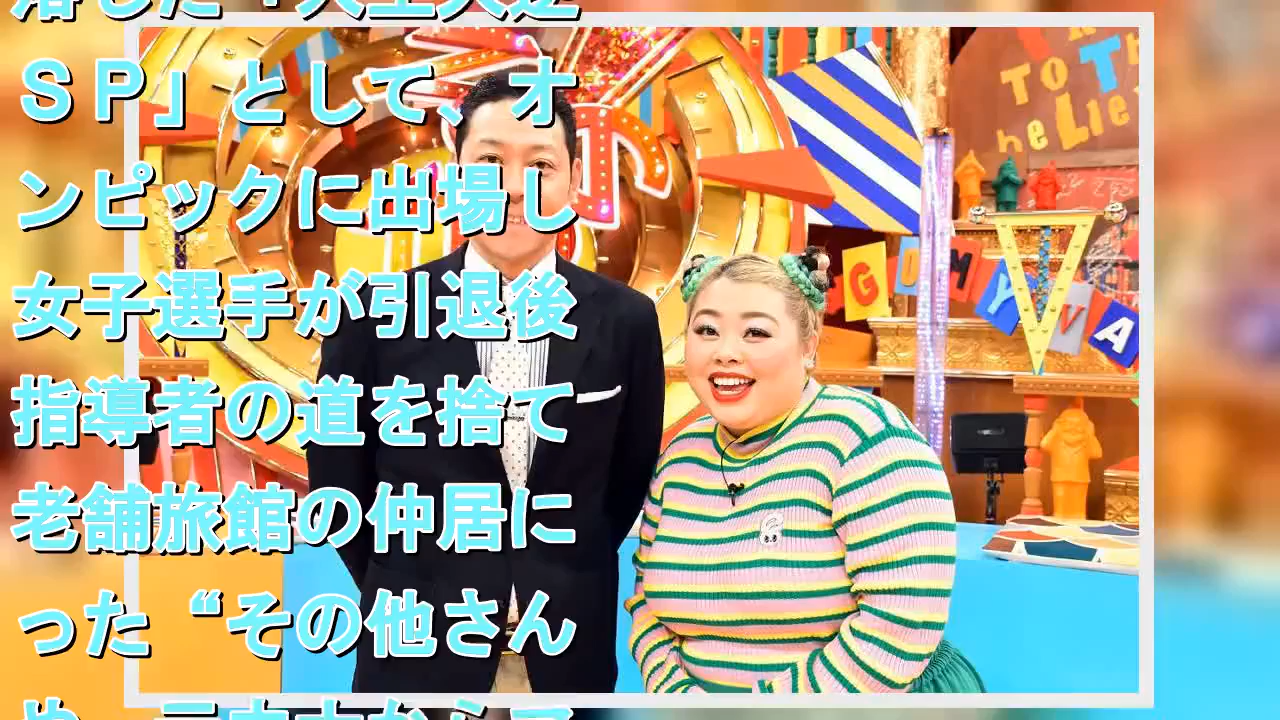 ＳＰ」として、オ
ンピックに出場し
女子選手が引退後
指導者の道を捨て
老舗旅館の仲居に
った“その他さん
To T
he Lie
GOMY
VA